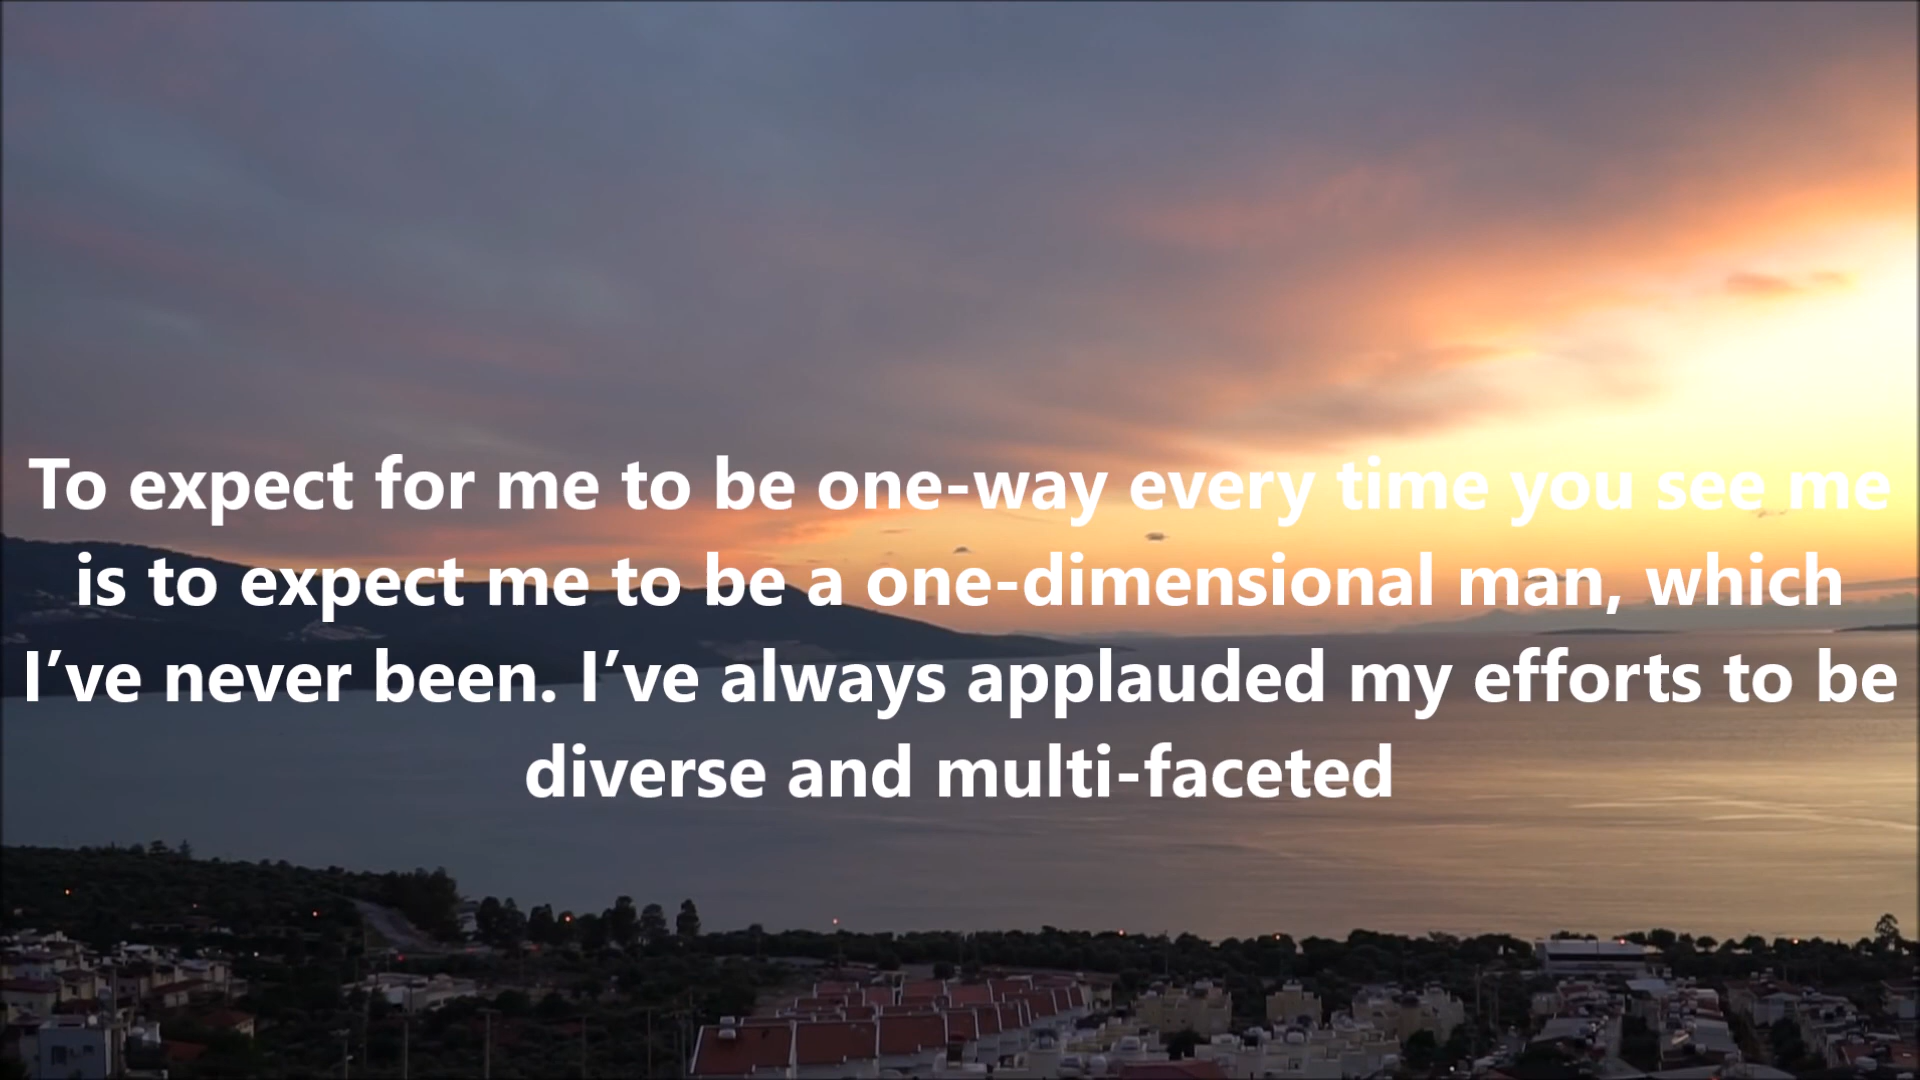 To expect for me to be one-way every time you see me
is to expect me to be a one-dimensional man, which
I’ve never been. I’ve always applauded my efforts to be
diverse and multi-faceted